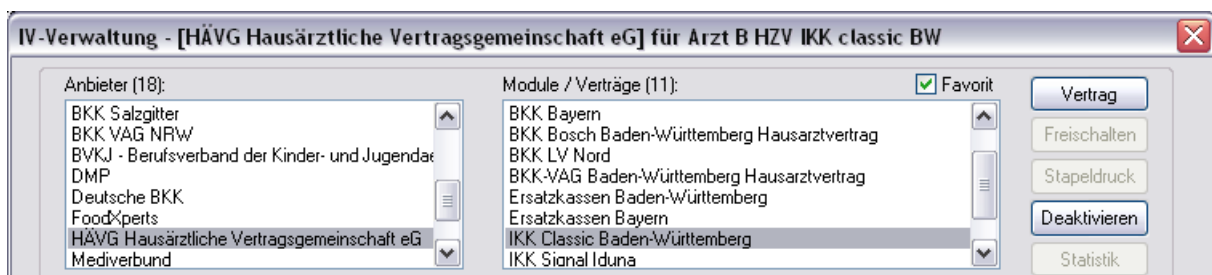 IV-Verwaltung - [HÄVG Hausärztliche Vertragsgemeinschaft eG] für Arzt B HZV IKK classic BW
Anbieter (18):
BKK Salzgitter
BKK VAG NRW
BVKJ - Berufsverband der Kinder- und Jugendae
DMP
Deutsche BKK
FoodXperts
HÄVG Hausärztliche Vertragsgemeinschaft eG
Mediverbund
Module / Verträge (11):
Favorit
BKK Bayern
BKK Bosch Baden-Württemberg Hausarztvertrag
BKK LV Nord
BKK-VAG Baden-Württemberg Hausarztvertrag
Ersatzkassen Baden-Württemberg
Ersatzkassen Bayern
IKK Classic Baden-Württemberg
IKK Signal Iduna
Vertrag
Freischalten
Stapeldruck
Deaktivieren
Statistik